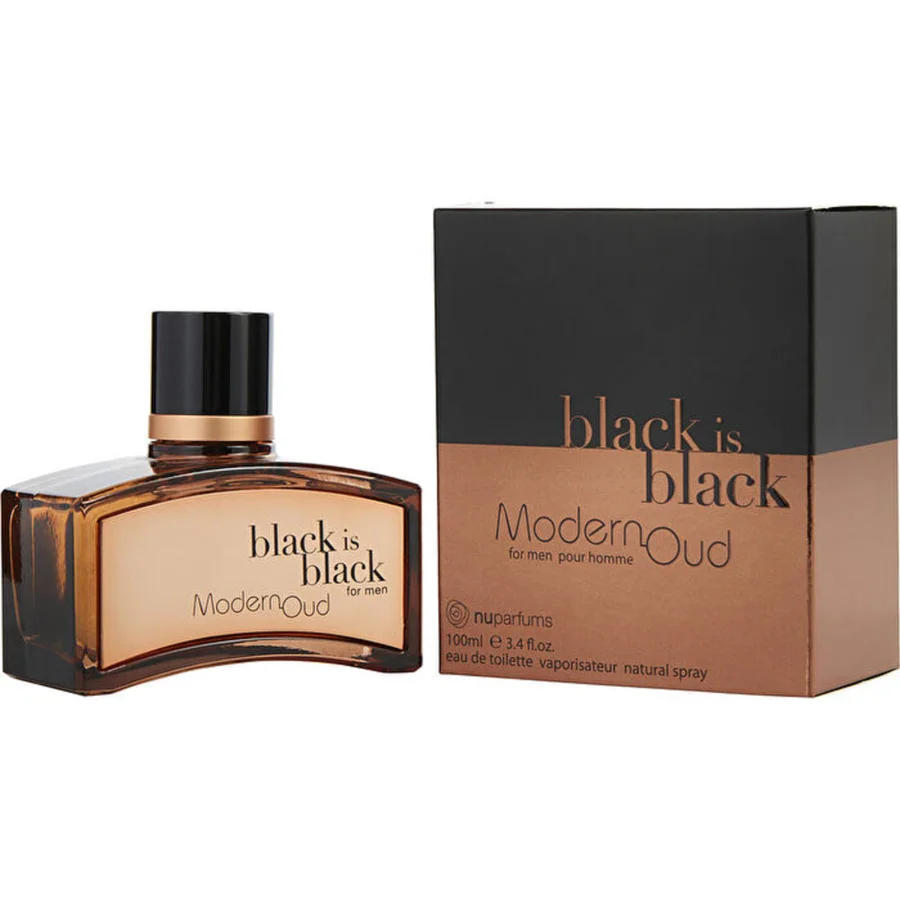 black is
black
for men
ModernOud
black is
black
ModernOud
for men pour homme
nuparfums
100ml e 3.4 fl.oz.
eau de toilette vaporisateur natural spray